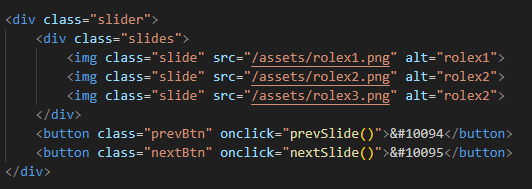 <div class="slider">
<div class="slides">
<img class="slide" src="/assets/rolex1.png" alt="rolex1">
<img class="slide" src="/assets/rolex2.png" alt="rolex2">
<img class="slide" src="/assets/rolex3.png" alt="rolex2">
</div>
<button class="prevBtn" onclick="prevSlide()">&#10094</button>
<button class="nextBtn" onclick="nextSlide()">&#10095</button>
</div>